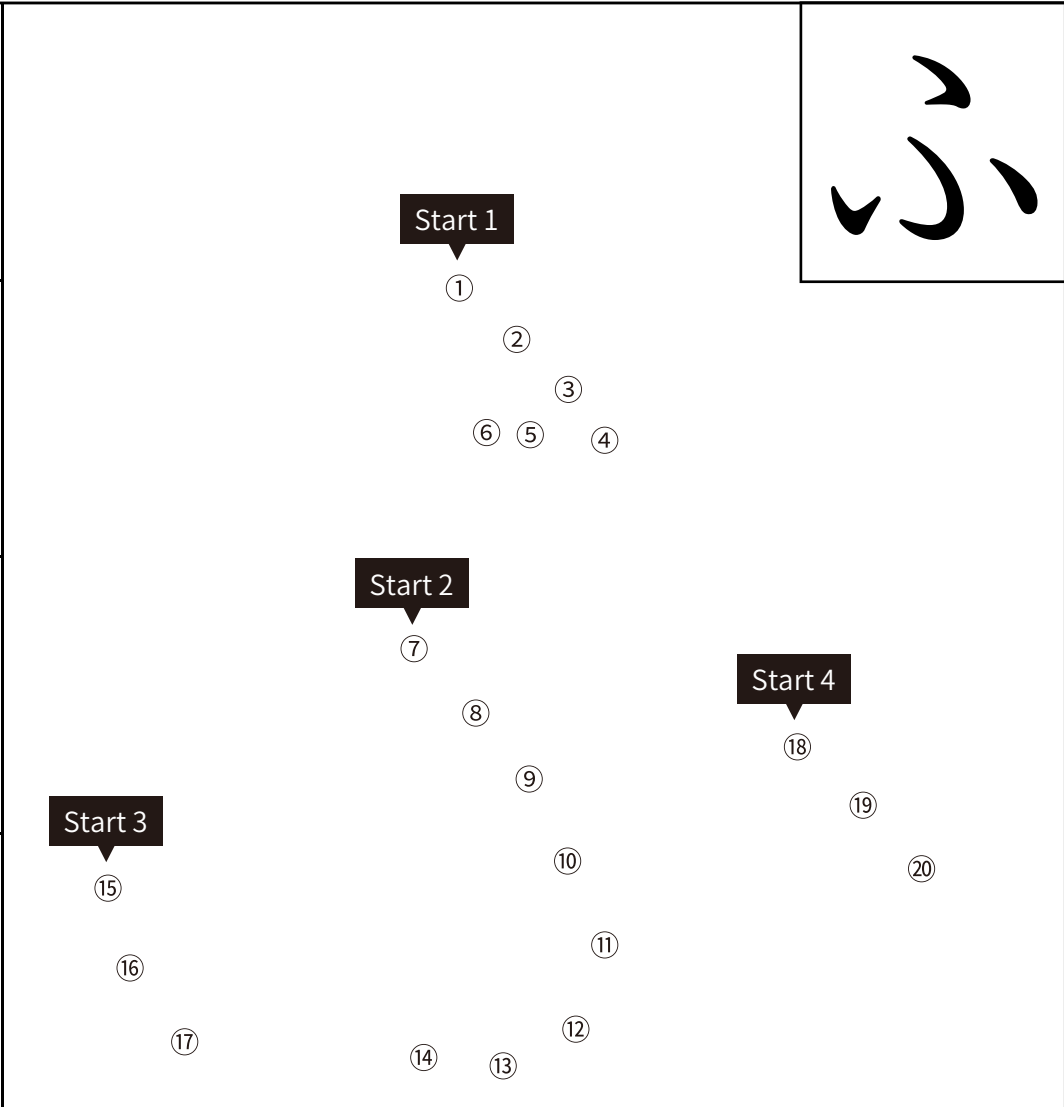 ふ
Start 1
①
②
③
⑥ ⑤ ④
Start 2
⑦
⑧
⑨
⑩
⑪
⑫
⑭ ⑬
Start 3
⑮
⑯
⑰
Start 4
⑱
⑲
⑳